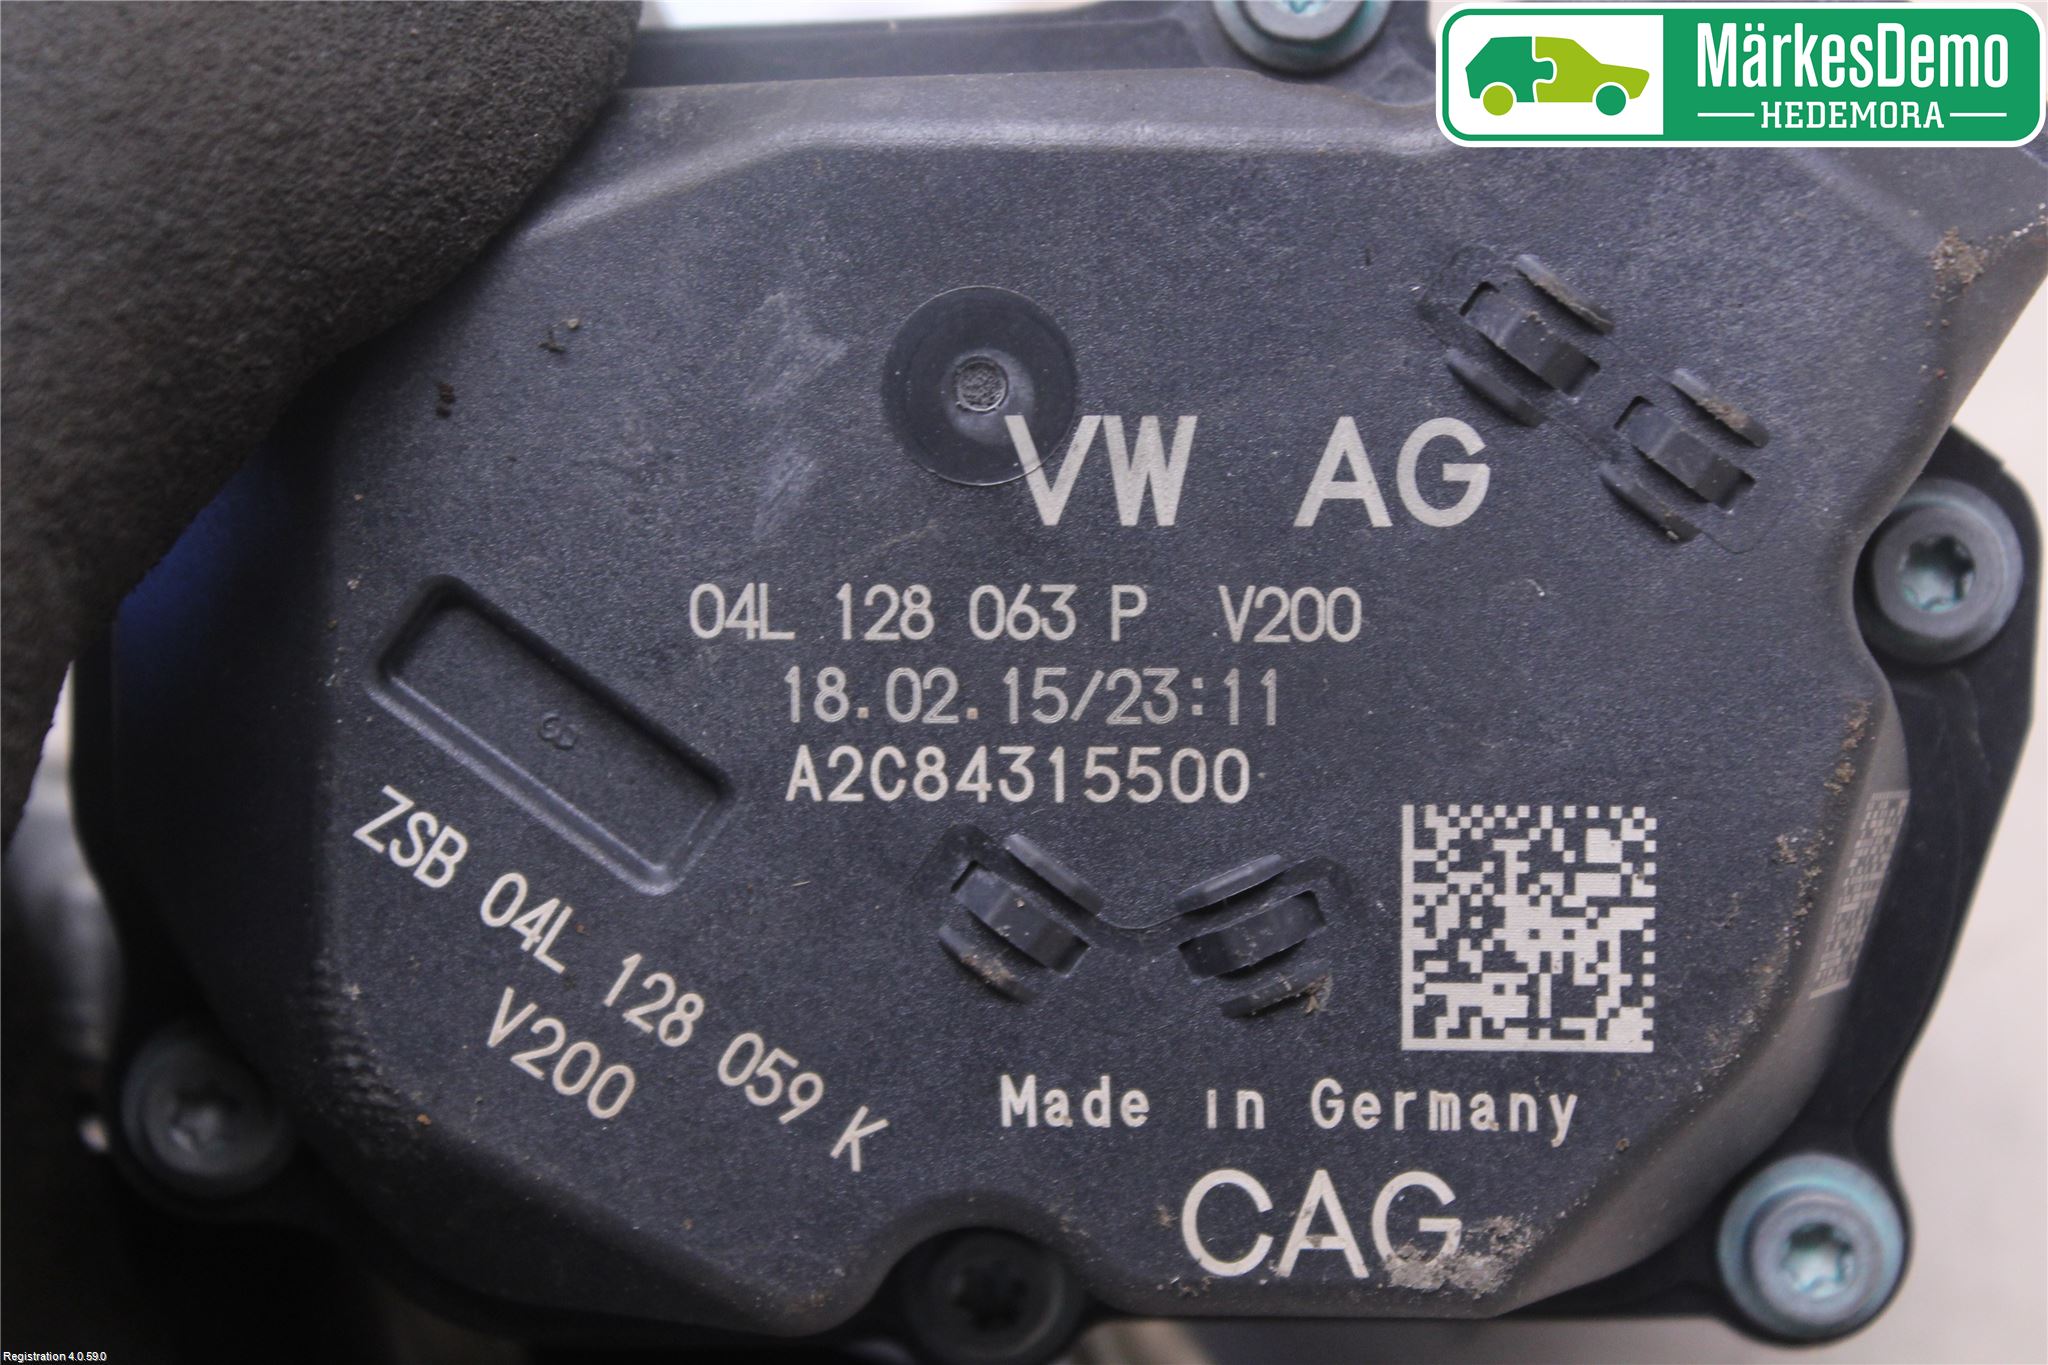 MärkesDemo
HEDEMORA
VW AG
04L 128 063 P V200
18.02.15/23:11
A2C84315500
ZSB 04L 128 059 K
V200
Made in Germany
CAG
Registration 4.0.59.0